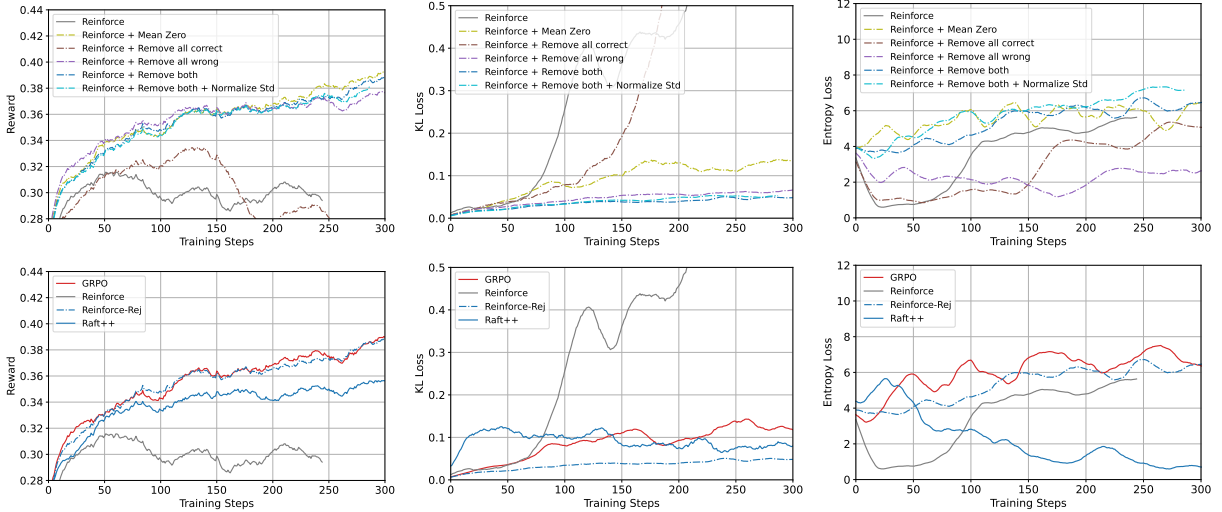 0.44
0.42
0.40
0.38
0.36
0.34
0.32
0.30
0.28
Reward
Reinforce
Reinforce + Mean Zero
Reinforce + Remove all correct
Reinforce + Remove all wrong
Reinforce + Remove both
Reinforce + Remove both + Normalize Std
0 50 100 150 200 250 300
Training Steps
0.5
0.4
0.3
0.2
0.1
0.0
KL Loss
Reinforce
Reinforce + Mean Zero
Reinforce + Remove all correct
Reinforce + Remove all wrong
Reinforce + Remove both
Reinforce + Remove both + Normalize Std
0 50 100 150 200 250 300
Training Steps
12
10
8
6
4
2
0
Entropy Loss
Reinforce
Reinforce + Mean Zero
Reinforce + Remove all correct
Reinforce + Remove all wrong
Reinforce + Remove both
Reinforce + Remove both + Normalize Std
0 50 100 150 200 250 300
Training Steps
0.44
0.42
0.40
0.38
0.36
0.34
0.32
0.30
0.28
Reward
GRPO
Reinforce
Reinforce-Rej
Raft++
0 50 100 150 200 250 300
Training Steps
0.5
0.4
0.3
0.2
0.1
0.0
KL Loss
GRPO
Reinforce
Reinforce-Rej
Raft++
0 50 100 150 200 250 300
Training Steps
12
10
8
6
4
2
0
Entropy Loss
GRPO
Reinforce
Reinforce-Rej
Raft++
0 50 100 150 200 250 300
Training Steps